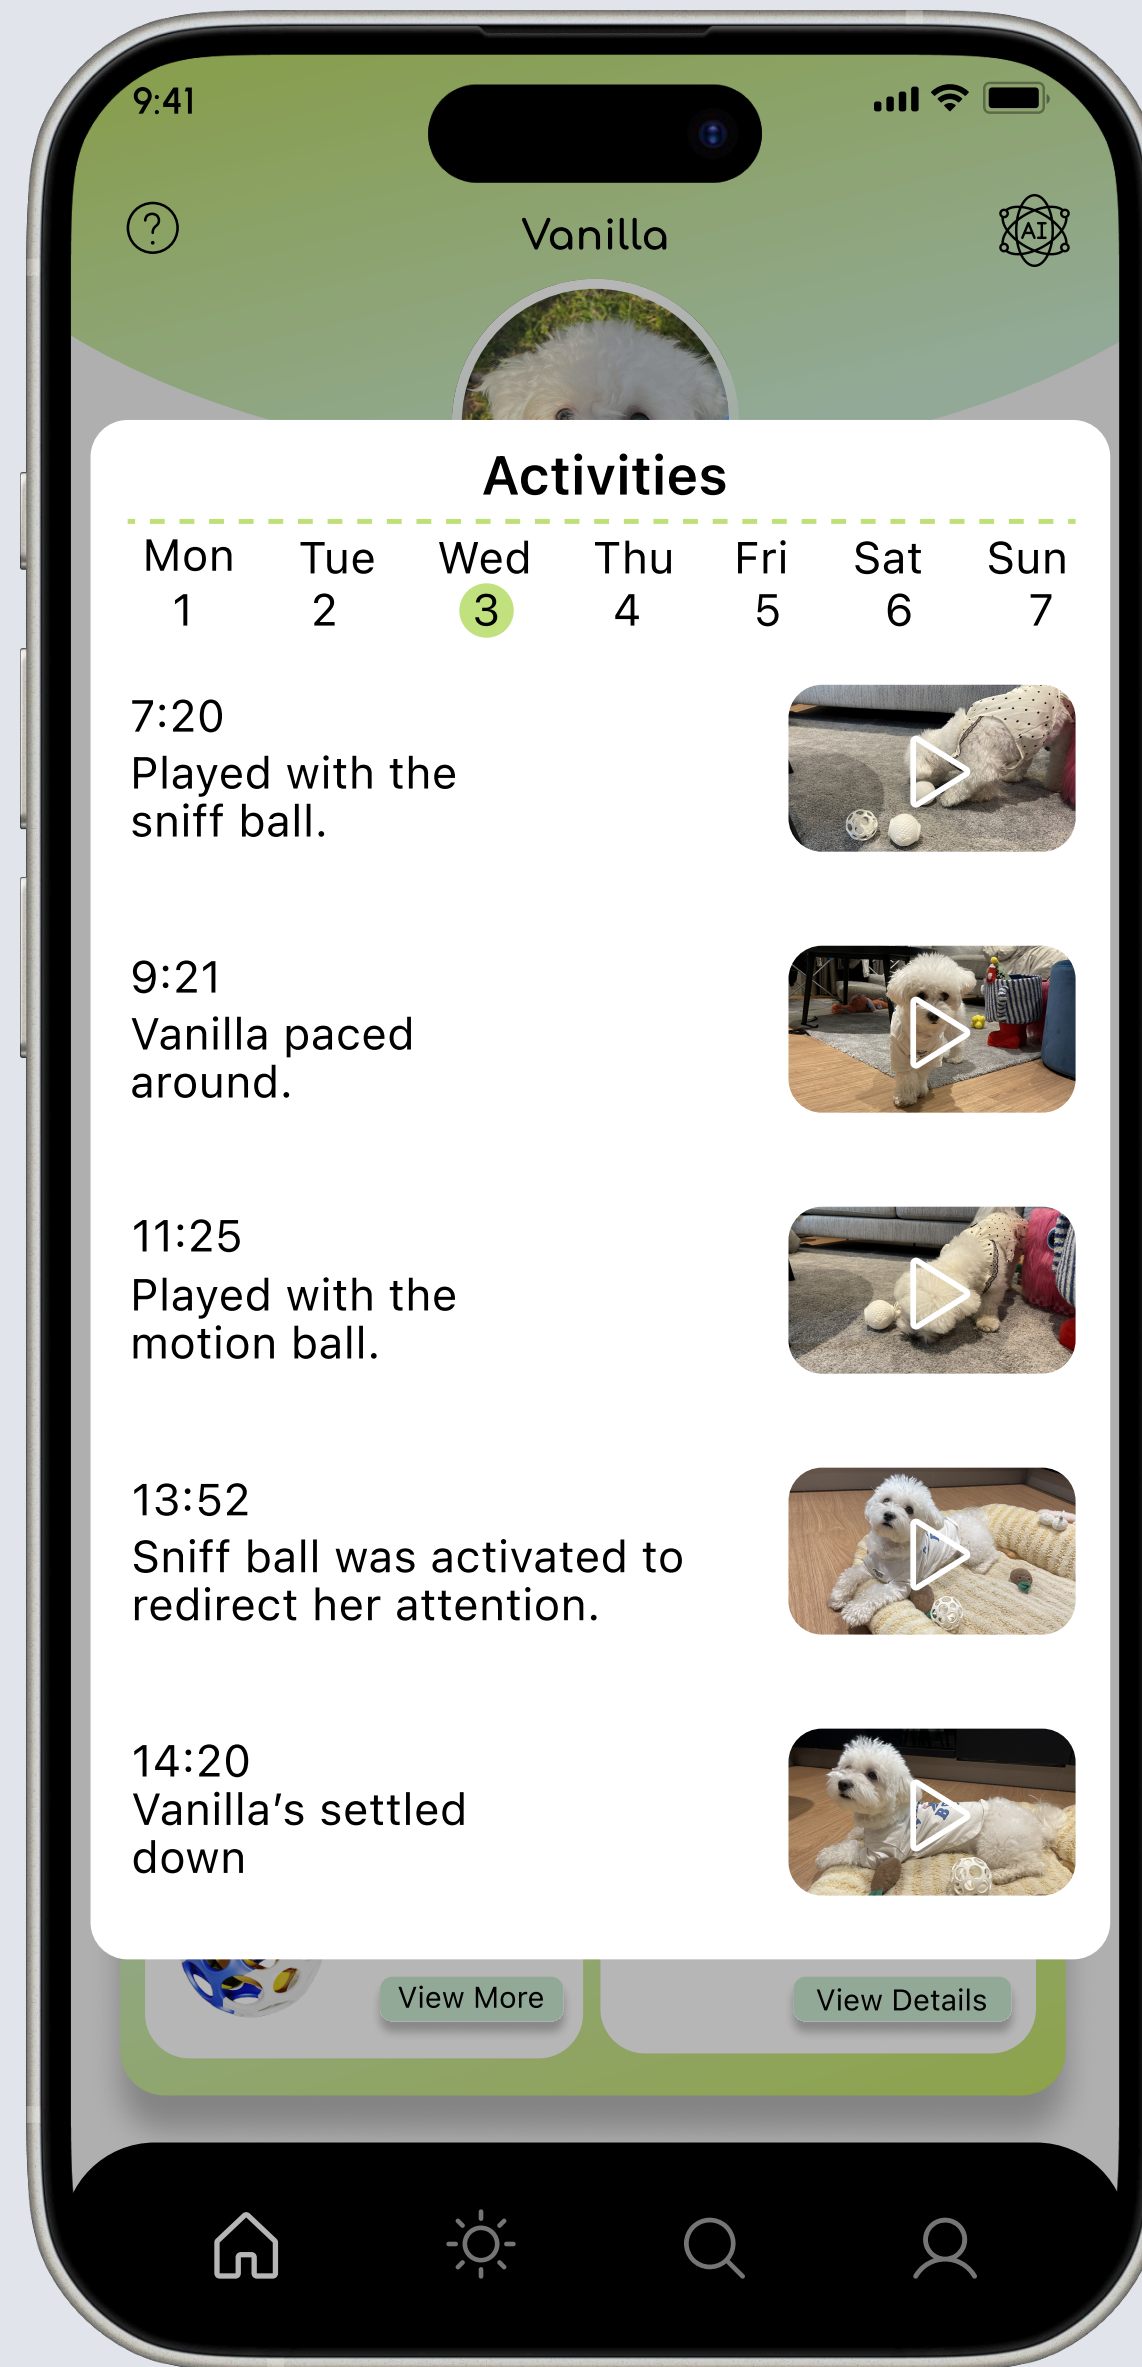 9:41
Vanilla
AI
Activities
Mon Tue Wed Thu Fri Sat Sun
1 2 3 4 5 6 7
7:20
Played with the
sniff ball.
9:21
Vanilla paced
around.
11:25
Played with the
motion ball.
13:52
Sniff ball was activated to
redirect her attention.
14:20
Vanilla’s settled
down
View More
View Details